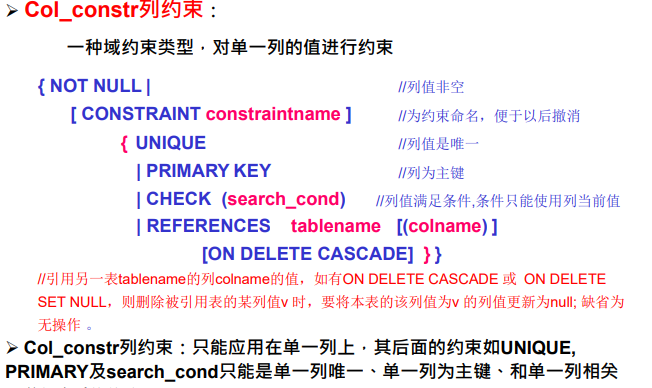 ➢ Col_constr列约束：
一种域约束类型，对单一列的值进行约束
{ NOT NULL | //列值非空
[ CONSTRAINT constraintname ] //为约束命名，便于以后撤消
{ UNIQUE //列值是唯一
| PRIMARY KEY //列为主键
| CHECK (search_cond) //列值满足条件,条件只能使用列当前值
| REFERENCES tablename [(colname) ]
[ON DELETE CASCADE] } }
//引用另一表tablename的列colname的值，如有ON DELETE CASCADE 或 ON DELETE
SET NULL，则删除被引用表的某列值v 时，要将本表的该列值为v 的列值更新为null; 缺省为
无操作 。
➢ Col_constr列约束：只能应用在单一列上，其后面的约束如UNIQUE,
PRIMARY及search_cond只能是单一列唯一、单一列为主键、和单一列相关